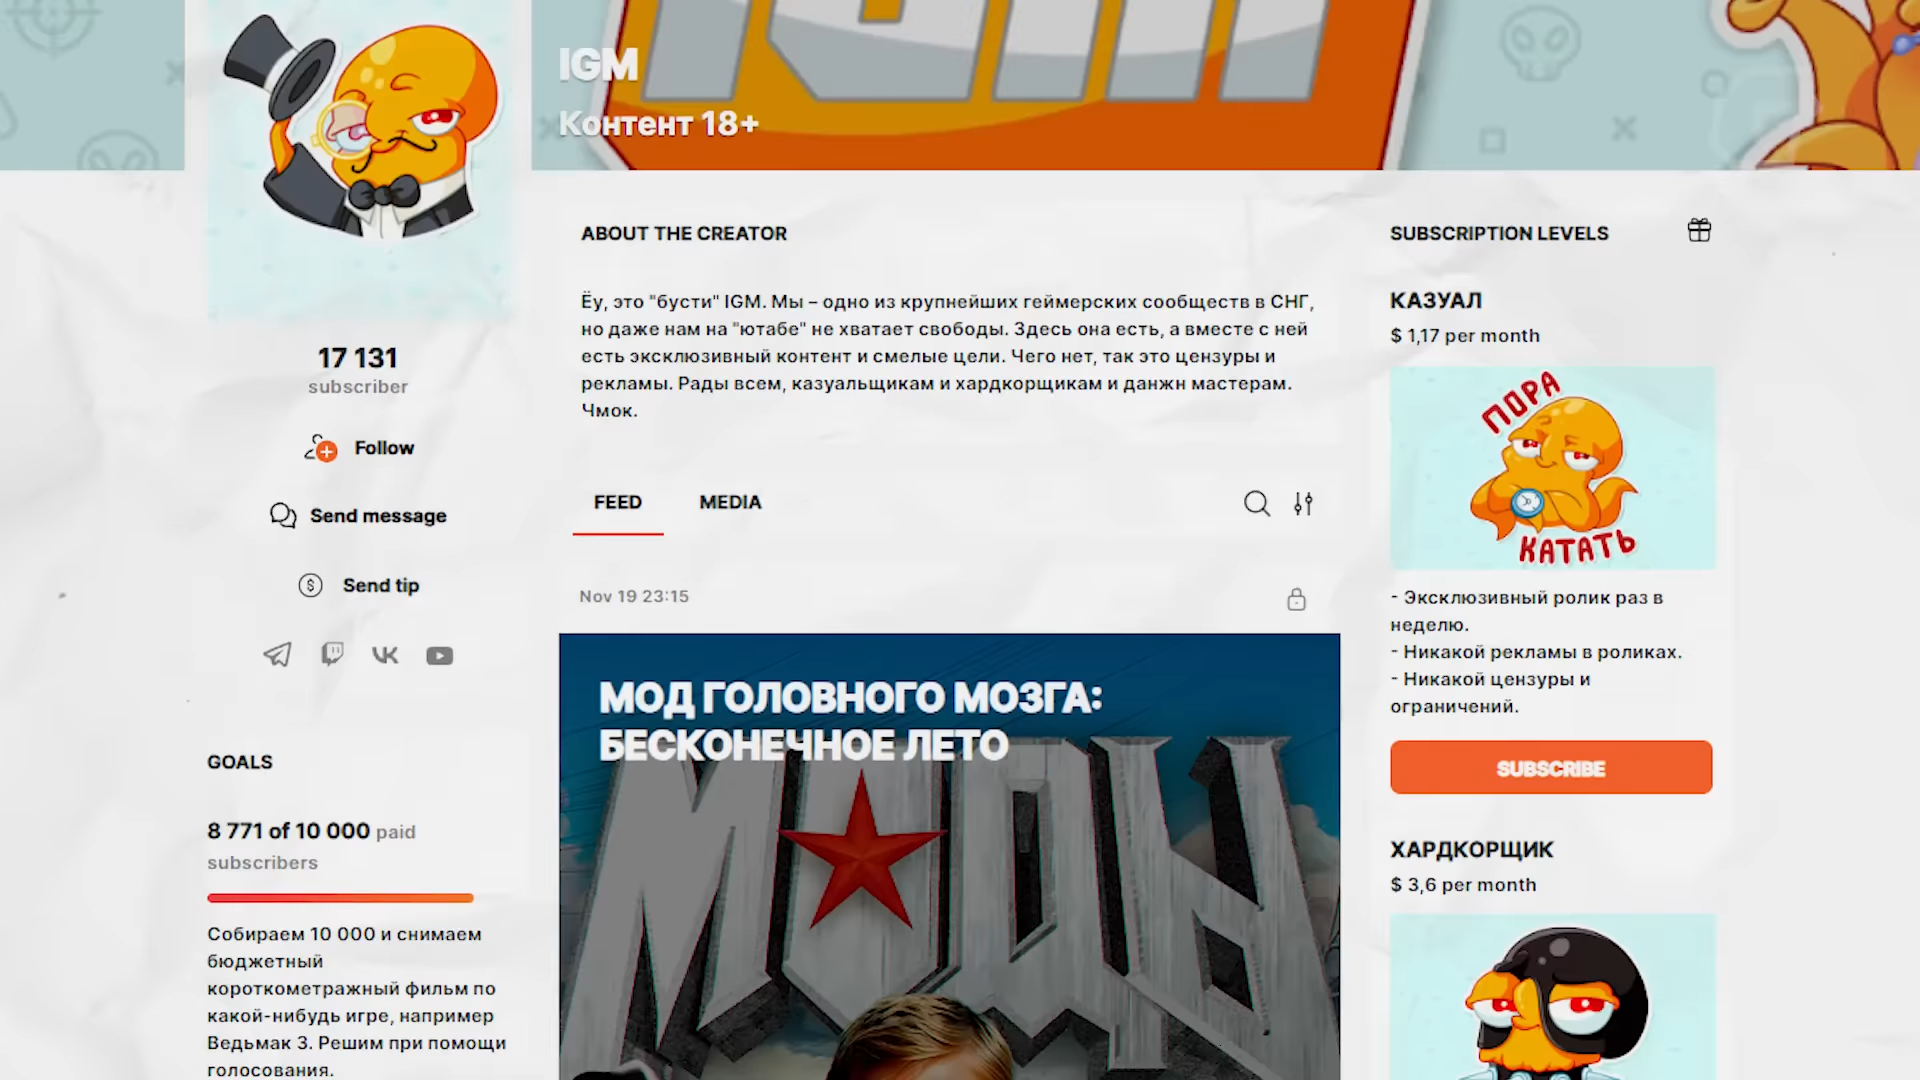 IGM
Контент 18+
17 131
subscriber
Follow
Send message
Send tip
GOALS
8 771 of 10 000 paid
subscribers
Собираем 10 000 и снимаем
бюджетный
короткометражный фильм по
какой-нибудь игре, например
Ведьмак 3. Решим при помощи
голосования.
ABOUT THE CREATOR
Ёу, это "бусти" IGM. Мы – одно из крупнейших геймерских сообществ в СНГ,
но даже нам на "ютабе" не хватает свободы. Здесь она есть, а вместе с ней
есть эксклюзивный контент и смелые цели. Чего нет, так это цензуры и
рекламы. Рады всем, казуальщикам и хардкорщикам и данжн мастерам.
Чмок.
FEED MEDIA
Nov 19 23:15
МОД ГОЛОВНОГО МОЗГА:
БЕСКОНЕЧНОЕ ЛЕТО
МОДЫ
SUBSCRIPTION LEVELS
КАЗУАЛ
$ 1,17 per month
ПОРА
КАТАТЬ
- Эксклюзивный ролик раз в
неделю.
- Никакой рекламы в роликах.
- Никакой цензуры и
ограничений.
SUBSCRIBE
ХАРДКОРЩИК
$ 3,6 per month